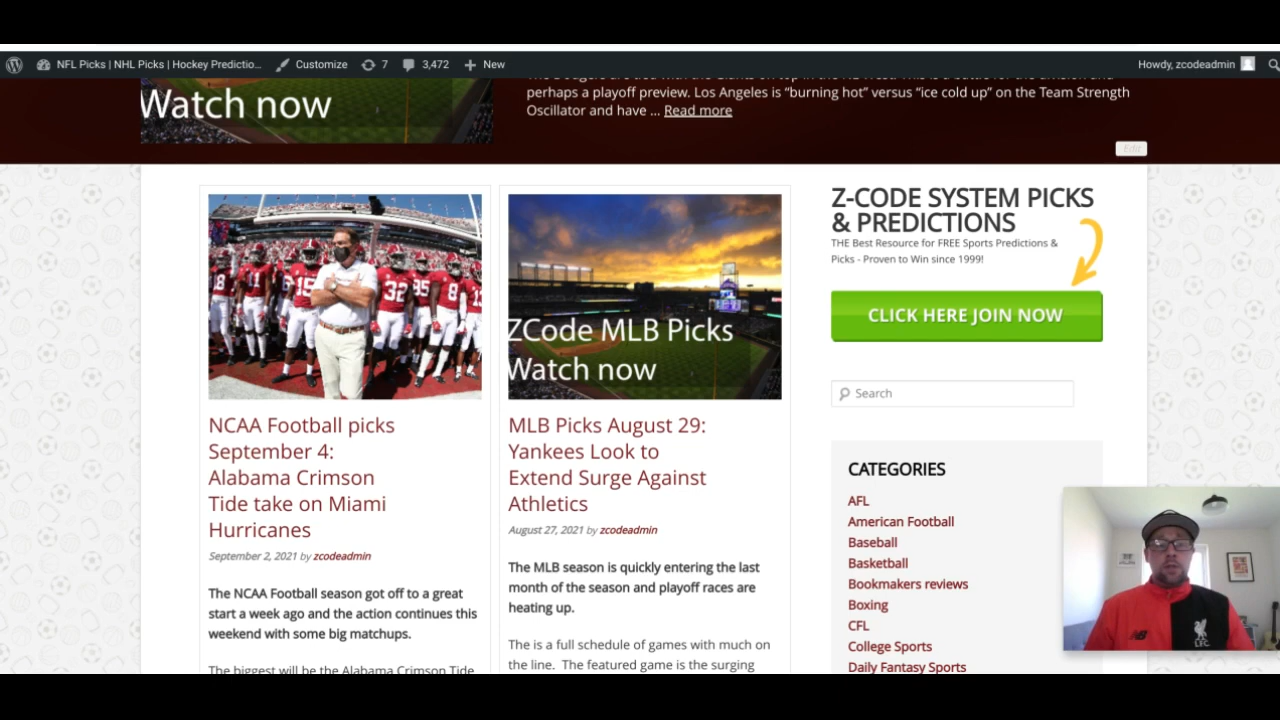 NFL Picks | NHL Picks | Hockey Predictio... Customize 7 3,472 New Howdy, zcodeadmin
Watch now
perhaps a playoff preview. Los Angeles is “burning hot” versus “ice cold up” on the Team Strength
Oscillator and have ... Read more
Edit
ZCode MLB Picks
Watch now
NCAA Football picks
September 4:
Alabama Crimson
Tide take on Miami
Hurricanes
September 2, 2021 by zcodeadmin
The NCAA Football season got off to a great
start a week ago and the action continues this
weekend with some big matchups.
The biggest will be the Alabama Crimson Tide
MLB Picks August 29:
Yankees Look to
Extend Surge Against
Athletics
August 27, 2021 by zcodeadmin
The MLB season is quickly entering the last
month of the season and playoff races are
heating up.
The is a full schedule of games with much on
the line. The featured game is the surging
Z-CODE SYSTEM PICKS
& PREDICTIONS
THE Best Resource for FREE Sports Predictions &
Picks - Proven to Win since 1999!
CLICK HERE JOIN NOW
Search
CATEGORIES
AFL
American Football
Baseball
Basketball
Bookmakers reviews
Boxing
CFL
College Sports
Daily Fantasy Sports
NB
L.F.C.